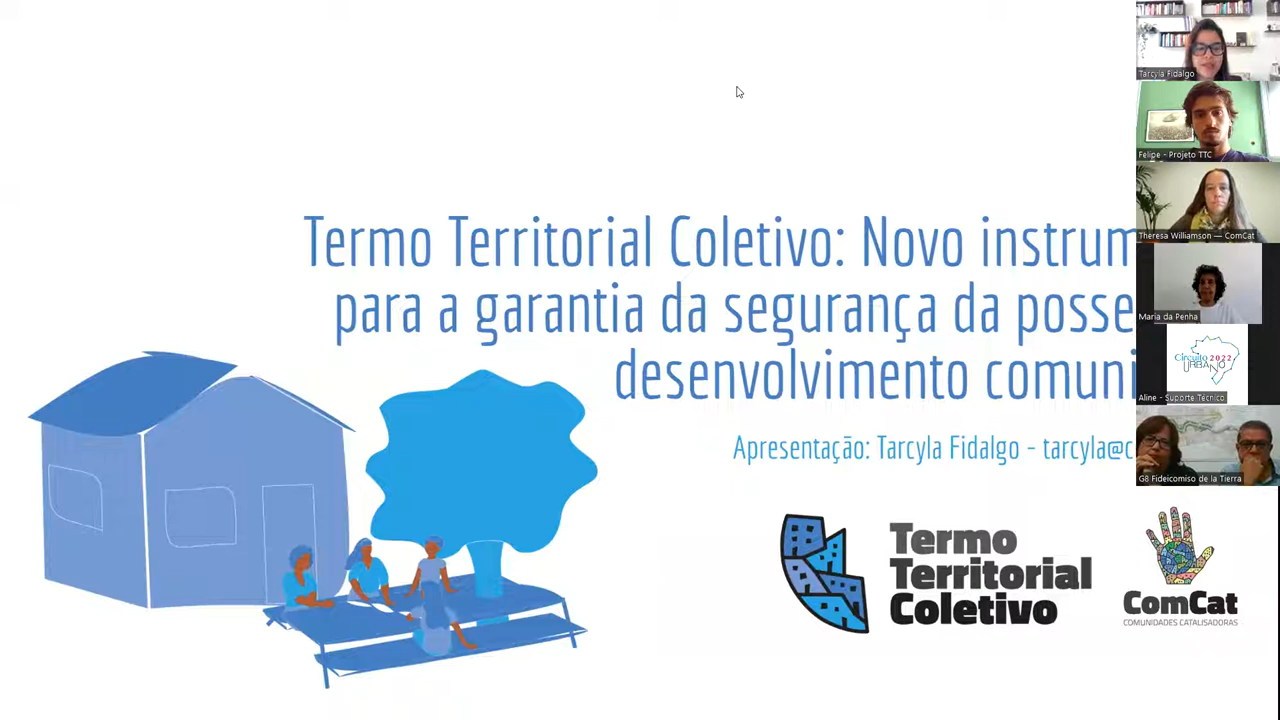 Termo Territorial Coletivo: Novo instrum
para a garantia da segurança da posse
desenvolvimento comuni
Apresentação: Tarcyla Fidalgo - tarcyla@c
Termo
Territorial
Coletivo
ComCat
COMUNIDADES CATALISADORAS
Tarcyla Fidalgo
Felipe - Projeto TTC
Theresa Williamson — ComCat
Maria da Penha
Circuito 2022
URBANO
Aline - Suporte Técnico
G8 Fideicomiso de la Tierra